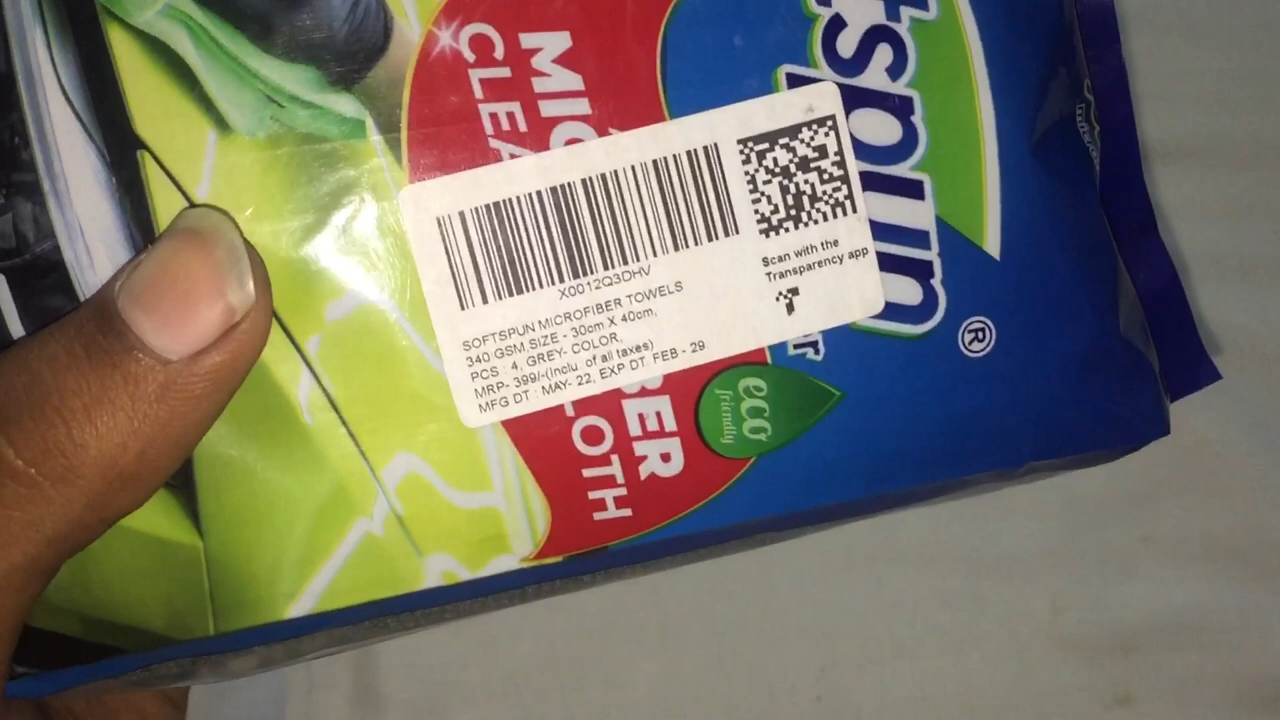 tspun
®
MIC
CLEA
BER
LOTH
eco
friendly
X0012Q3DHV
SOFTSPUN MICROFIBER TOWELS
340 GSM,SIZE - 30cm X 40cm,
PCS : 4, GREY- COLOR,
MRP- 399/-(Inclu of all taxes)
MFG DT : MAY- 22, EXP DT. FEB - 29
Scan with the
Transparency app